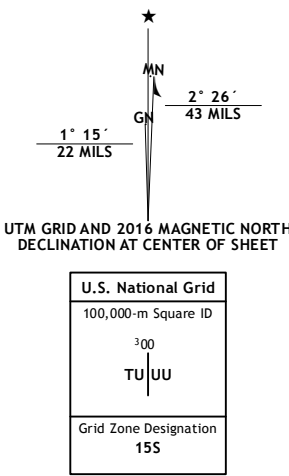 ★
MN
2° 26´
43 MILS
GN
1° 15´
22 MILS
UTM GRID AND 2016 MAGNETIC NORTH
DECLINATION AT CENTER OF SHEET
U.S. National Grid
100,000-m Square ID
³00
TU UU
Grid Zone Designation
15S